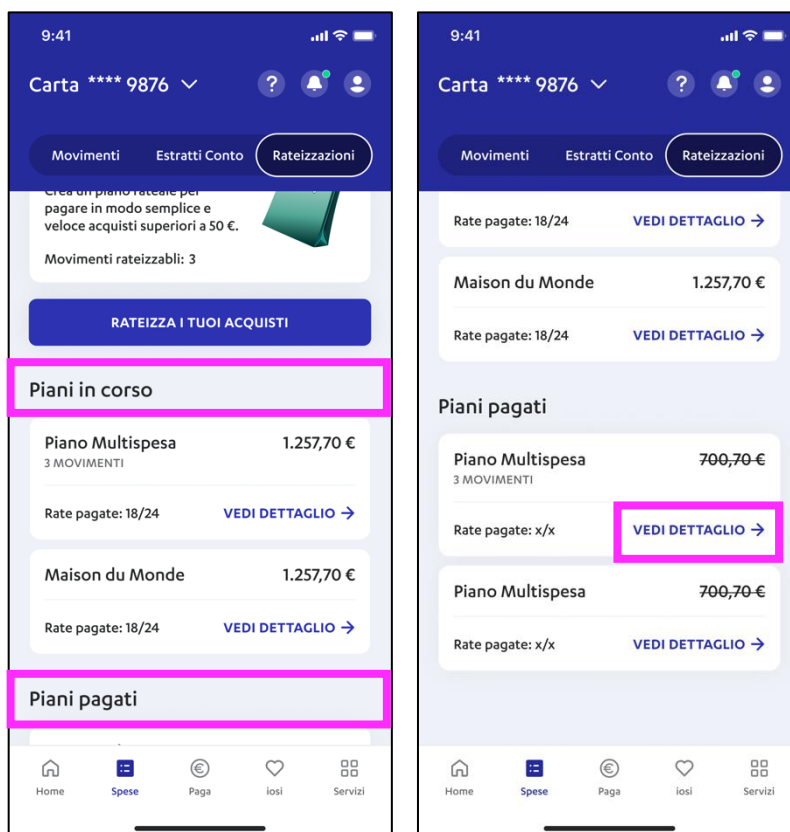 9:41
Carta **** 9876
?
Movimenti Estratti Conto Rateizzazioni
Crea un piano rateale per
pagare in modo semplice e
veloce acquisti superiori a 50 €.
Movimenti rateizzabli: 3
RATEIZZA I TUOI ACQUISTI
Piani in corso
Piano Multispesa 1.257,70 €
3 MOVIMENTI
Rate pagate: 18/24 VEDI DETTAGLIO →
Maison du Monde 1.257,70 €
Rate pagate: 18/24 VEDI DETTAGLIO →
Piani pagati
Home Spese Paga iosi Servizi
9:41
Carta **** 9876
?
Movimenti Estratti Conto Rateizzazioni
Rate pagate: 18/24 VEDI DETTAGLIO →
Maison du Monde 1.257,70 €
Rate pagate: 18/24 VEDI DETTAGLIO →
Piani pagati
Piano Multispesa 700,70 €
3 MOVIMENTI
Rate pagate: x/x VEDI DETTAGLIO →
Piano Multispesa 700,70 €
Rate pagate: x/x VEDI DETTAGLIO →
Home Spese Paga iosi Servizi